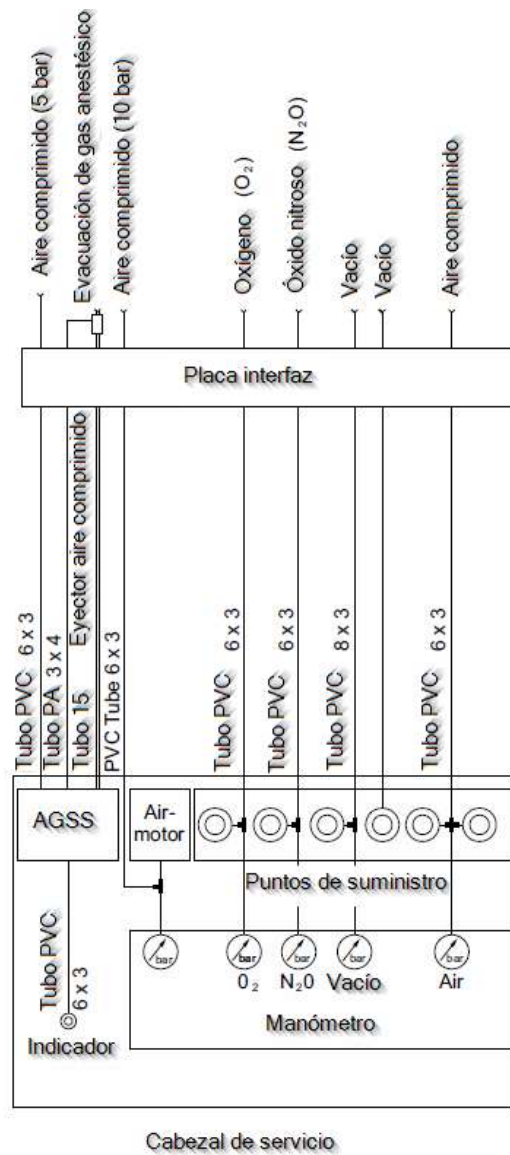 Aire comprimido (5 bar)
Evacuación de gas anestésico
Aire comprimido (10 bar)
Oxígeno (O₂)
Óxido nitroso (N₂O)
Vacío
Vacío
Aire comprimido
Placa interfaz
Tubo PVC 6 x 3
Tubo PA 3 x 4
Tubo 15 Eyector aire comprimido
PVC Tube 6 x 3
Tubo PVC 6 x 3
Tubo PVC 6 x 3
Tubo PVC 8 x 3
Tubo PVC 6 x 3
AGSS
Air-
motor
Puntos de suministro
Tubo PVC
6 x 3
bar
bar
bar
bar
bar
0₂
N₂0
Vacío
Air
Manómetro
Indicador
Cabezal de servicio